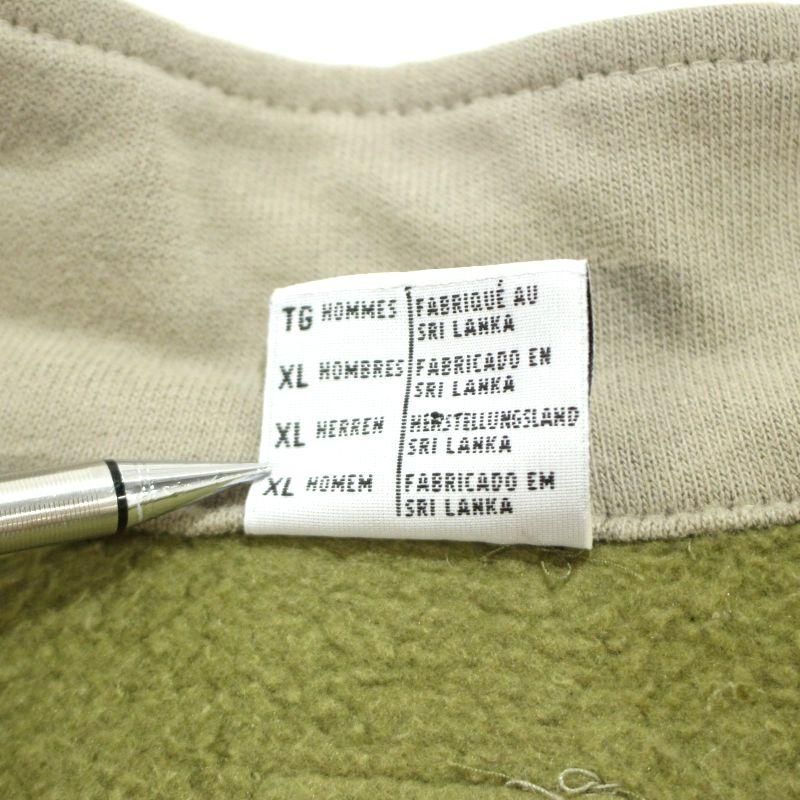 TG HOMMES FABRIQUÉ AU
SRI LANKA
XL HOMBRES FABRICADO EN
SRI LANKA
XL HERREN HERSTELLUNGSLAND
SRI LANKA
XL HOMEM FABRICADO EM
SRI LANKA